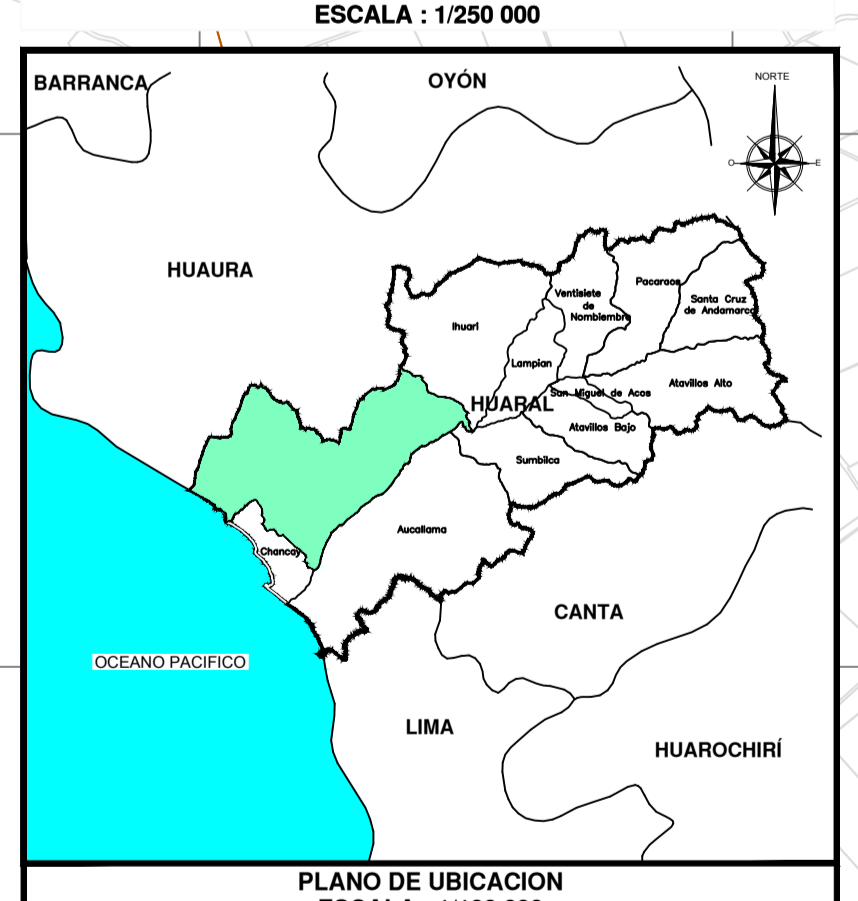 ESCALA : 1/250 000
BARRANCA
OYÓN
NORTE
O
E
HUAURA
Ihuari
Ventisiete
de
Nombiembre
Pacaraos
Santa Cruz
de Andamarca
Lampian
HUARAL
San Miguel de Acos
Atavillos Alto
Atavillos Bajo
Sumbilca
Aucallama
Chancay
CANTA
OCEANO PACIFICO
LIMA
HUAROCHIRÍ
PLANO DE UBICACION